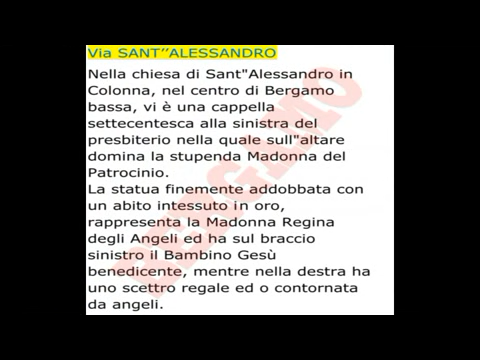 Via SANT’’ALESSANDRO
Nella chiesa di Sant"Alessandro in
Colonna, nel centro di Bergamo
bassa, vi è una cappella
settecentesca alla sinistra del
presbiterio nella quale sull"altare
domina la stupenda Madonna del
Patrocinio.
La statua finemente addobbata con
un abito intessuto in oro,
rappresenta la Madonna Regina
degli Angeli ed ha sul braccio
sinistro il Bambino Gesù
benedicente, mentre nella destra ha
uno scettro regale ed o contornata
da angeli.
BERGAMO